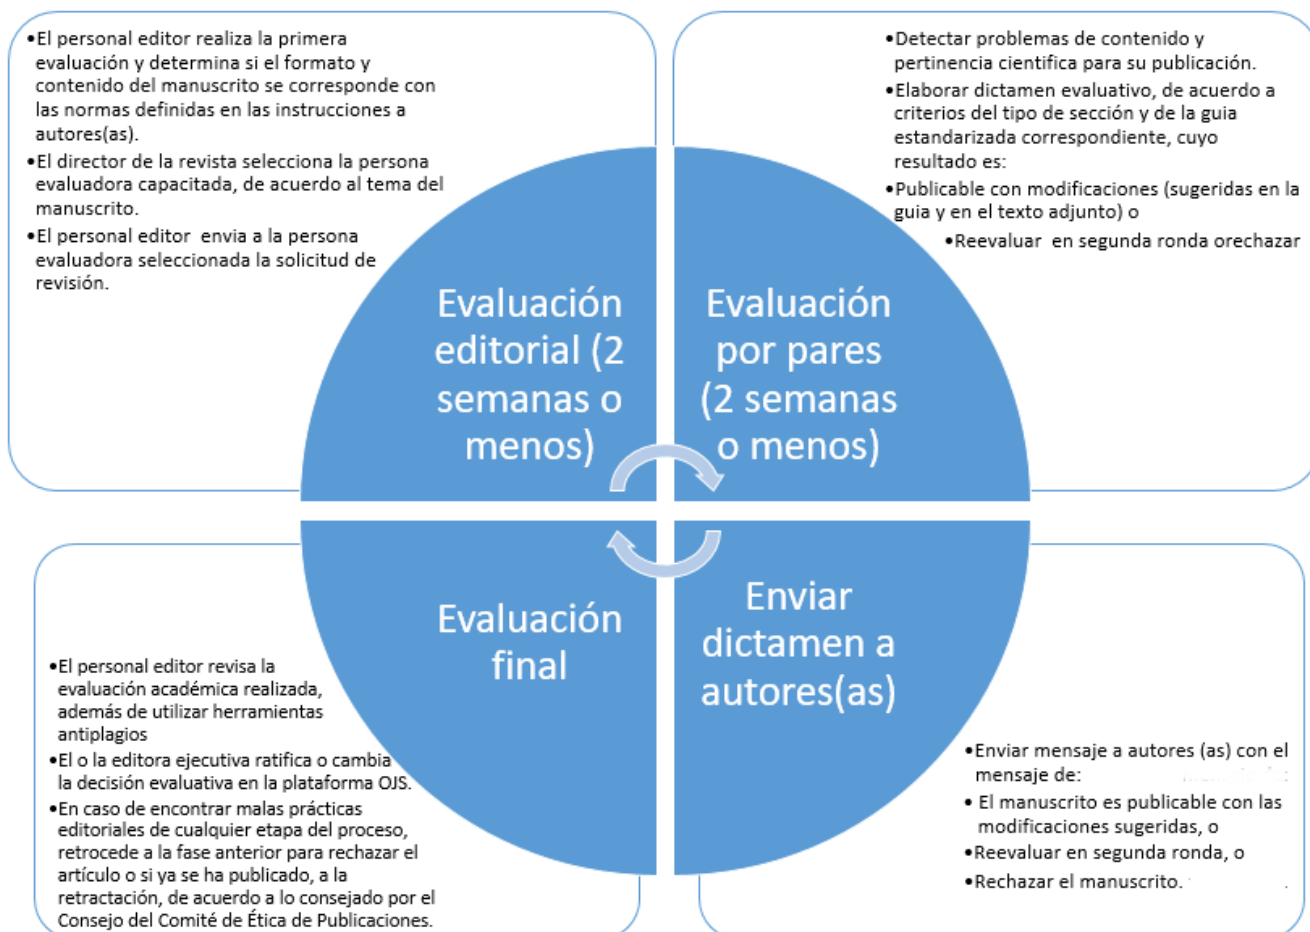 •El personal editor realiza la primera
evaluación y determina si el formato y
contenido del manuscrito se corresponde con
las normas definidas en las instrucciones a
autores(as).
•El director de la revista selecciona la persona
evaluadora capacitada, de acuerdo al tema del
manuscrito.
•El personal editor envia a la persona
evaluadora seleccionada la solicitud de
revisión.
Evaluación
editorial (2
semanas o
menos)
•Detectar problemas de contenido y
pertinencia cientifica para su publicación.
•Elaborar dictamen evaluativo, de acuerdo a
criterios del tipo de sección y de la guia
estandarizada correspondiente, cuyo
resultado es:
•Publicable con modificaciones (sugeridas en la
guia y en el texto adjunto) o
•Reevaluar en segunda ronda orechazar
Evaluación
por pares
(2 semanas
o menos)
Evaluación
final
•El personal editor revisa la
evaluación académica realizada,
además de utilizar herramientas
antiplagios
•El o la editora ejecutiva ratifica o cambia
la decisión evaluativa en la plataforma OJS.
•En caso de encontrar malas prácticas
editoriales de cualquier etapa del proceso,
retrocede a la fase anterior para rechazar el
artículo o si ya se ha publicado, a la
retractación, de acuerdo a lo consejado por el
Consejo del Comité de Ética de Publicaciones.
Enviar
dictamen a
autores(as)
•Enviar mensaje a autores (as) con el
mensaje de:
• El manuscrito es publicable con las
modificaciones sugeridas, o
•Reevaluar en segunda ronda, o
•Rechazar el manuscrito.